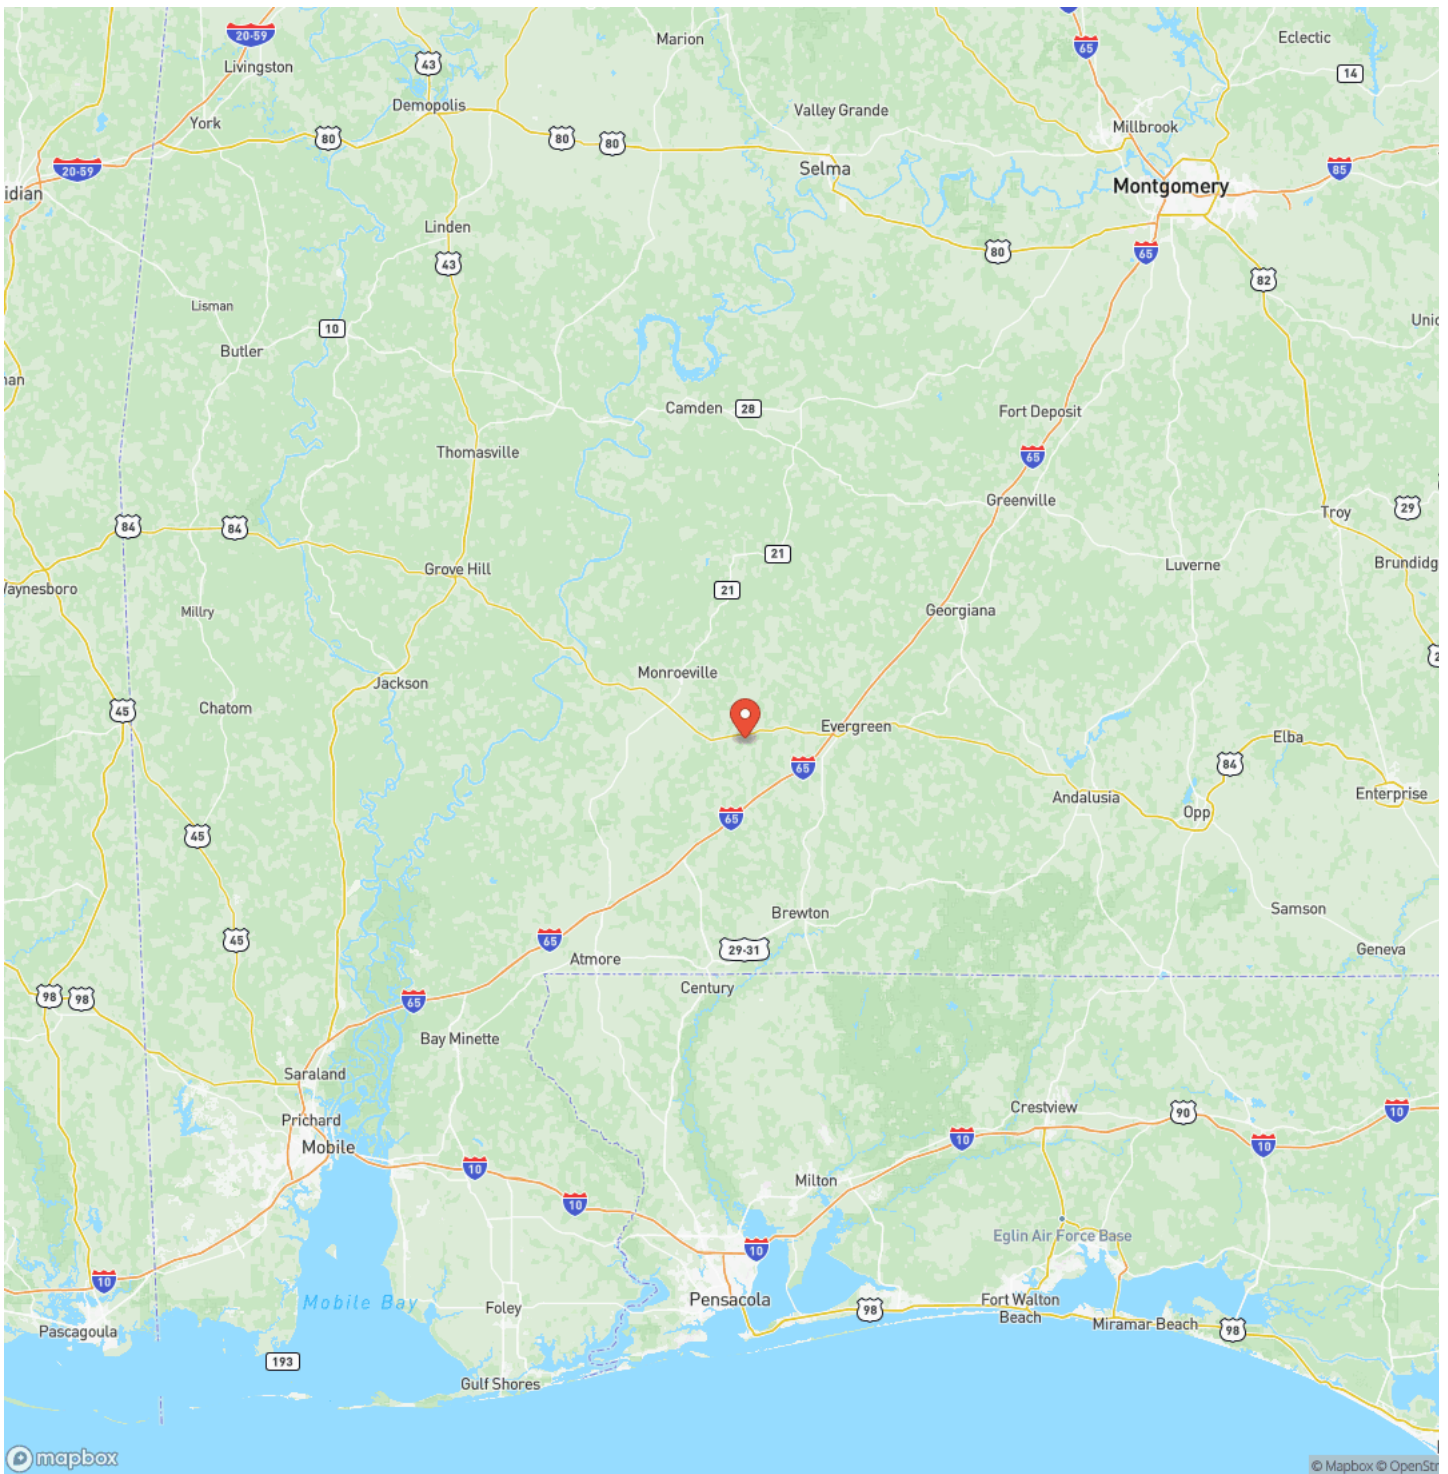 20-59
Livingston
43
Marion
65
Eclectic
14
Demopolis
York
80
80
80
Valley Grande
Millbrook
20-59
idian
Selma
Montgomery
85
Linden
43
80
65
82
Lisman
10
Butler
Unio
nan
Camden
28
Fort Deposit
Thomasville
65
Greenville
29
Troy
84
84
21
Grove Hill
Luverne
Brundidg
Waynesboro
21
Millry
Georgiana
2
Monroeville
Jackson
45
Chatom
Evergreen
Elba
65
84
Andalusia
Enterprise
Opp
65
45
Brewton
Samson
45
65
29-31
Geneva
Atmore
98
98
65
Century
Bay Minette
Saraland
Crestview
90
10
Prichard
Mobile
10
10
10
Milton
10
Eglin Air Force Base
10
10
Mobile Bay
Foley
Pensacola
98
Fort Walton
Beach
Miramar Beach
98
Pascagoula
193
Gulf Shores
mapbox
© Mapbox © OpenStr